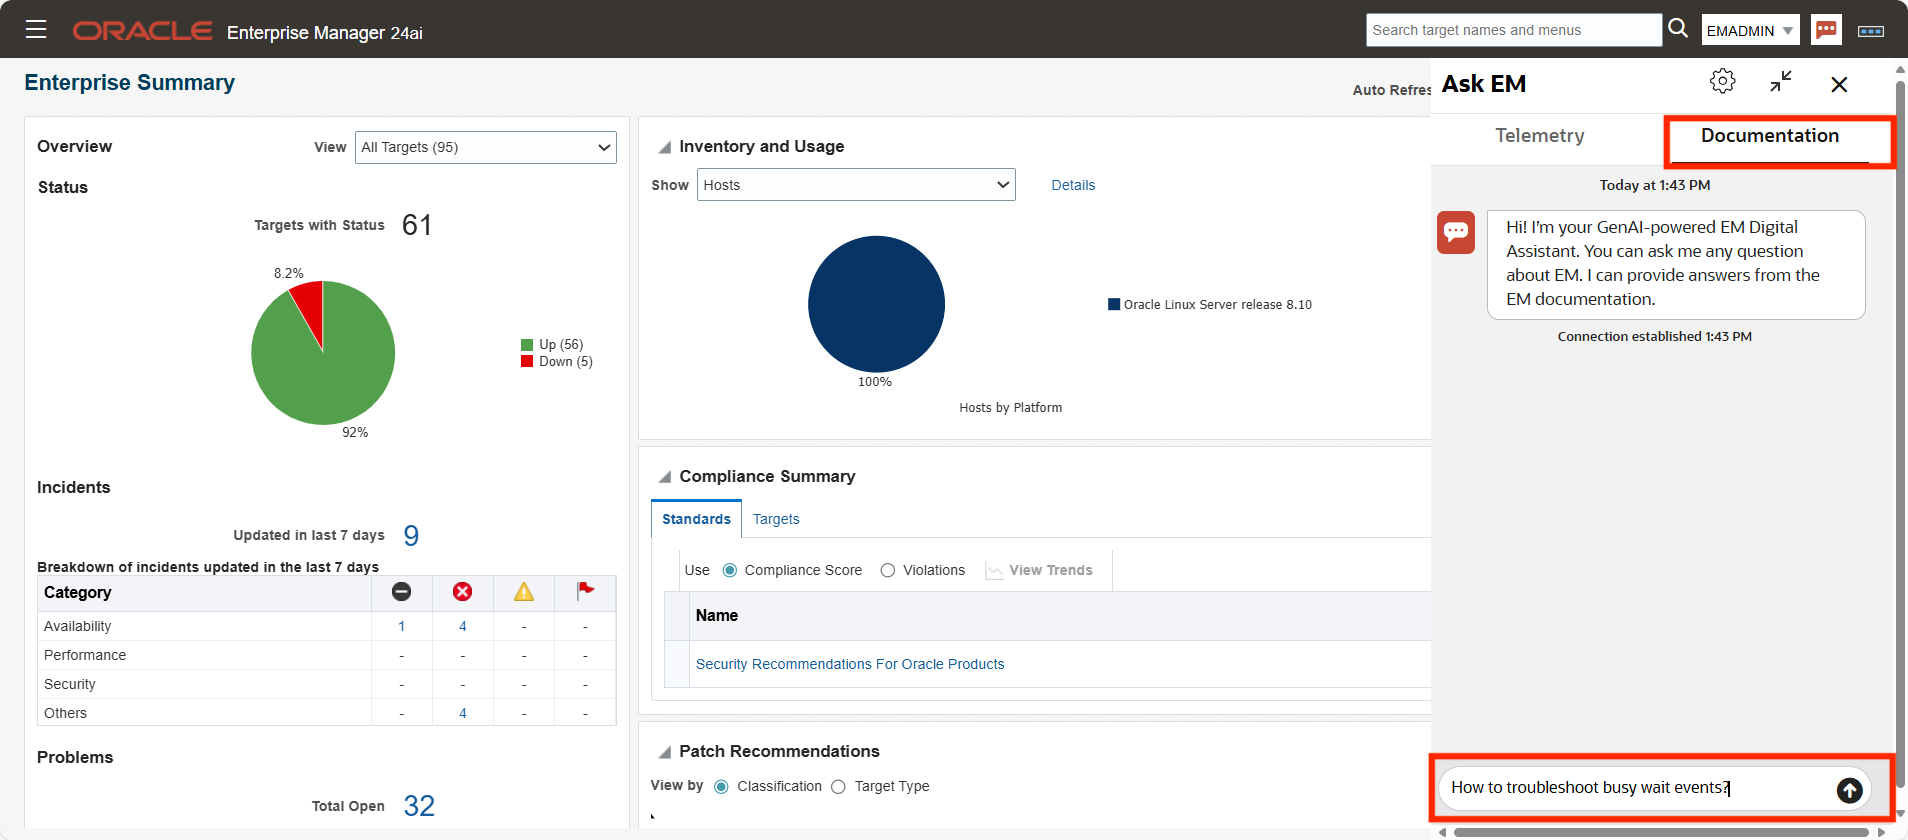 ORACLE Enterprise Manager 24ai
Search target names and menus
EMADMIN
Enterprise Summary
Auto Refres
Overview
View All Targets (95)
Status
Targets with Status 61
8.2%
92%
Up (56)
Down (5)
Incidents
Updated in last 7 days 9
Breakdown of incidents updated in the last 7 days
Category
Availability 1 4 - -
Performance - - - -
Security - - - -
Others - 4 - -
Problems
Total Open 32
Inventory and Usage
Show Hosts Details
Oracle Linux Server release 8.10
100%
Hosts by Platform
Compliance Summary
Standards Targets
Use Compliance Score Violations View Trends
Name
Security Recommendations For Oracle Products
Patch Recommendations
View by Classification Target Type
Ask EM
Telemetry Documentation
Today at 1:43 PM
Hi! I'm your GenAI-powered EM Digital
Assistant. You can ask me any question
about EM. I can provide answers from the
EM documentation.
Connection established 1:43 PM
How to troubleshoot busy wait events?